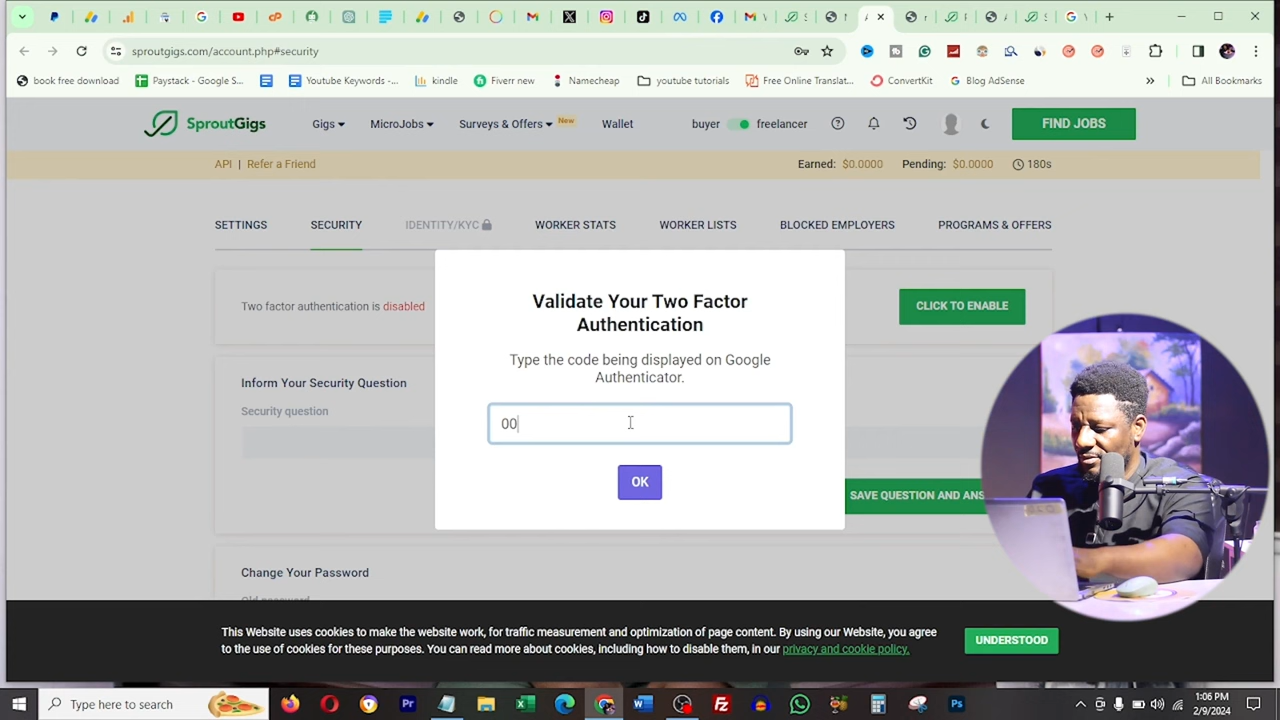 sproutgigs.com/account.php#security
book free download
Paystack - Google S...
Youtube Keywords -...
kindle
Fiverr new
Namecheap
youtube tutorials
Free Online Translat...
ConvertKit
Blog AdSense
All Bookmarks
SproutGigs
Gigs
MicroJobs
Surveys & Offers
New
Wallet
buyer
freelancer
FIND JOBS
API | Refer a Friend
Earned: $0.0000
Pending: $0.0000
180s
SETTINGS
SECURITY
IDENTITY/KYC
WORKER STATS
WORKER LISTS
BLOCKED EMPLOYERS
PROGRAMS & OFFERS
Two factor authentication is disabled
CLICK TO ENABLE
Validate Your Two Factor
Authentication
Type the code being displayed on Google
Authenticator.
00
OK
Inform Your Security Question
Security question
SAVE QUESTION AND ANS
Change Your Password
This Website uses cookies to make the website work, for traffic measurement and optimization of page content. By using our Website, you agree
to the use of cookies for these purposes. You can read more about cookies, including how to disable them, in our privacy and cookie policy.
UNDERSTOOD
Type here to search
1:06 PM
2/9/2024